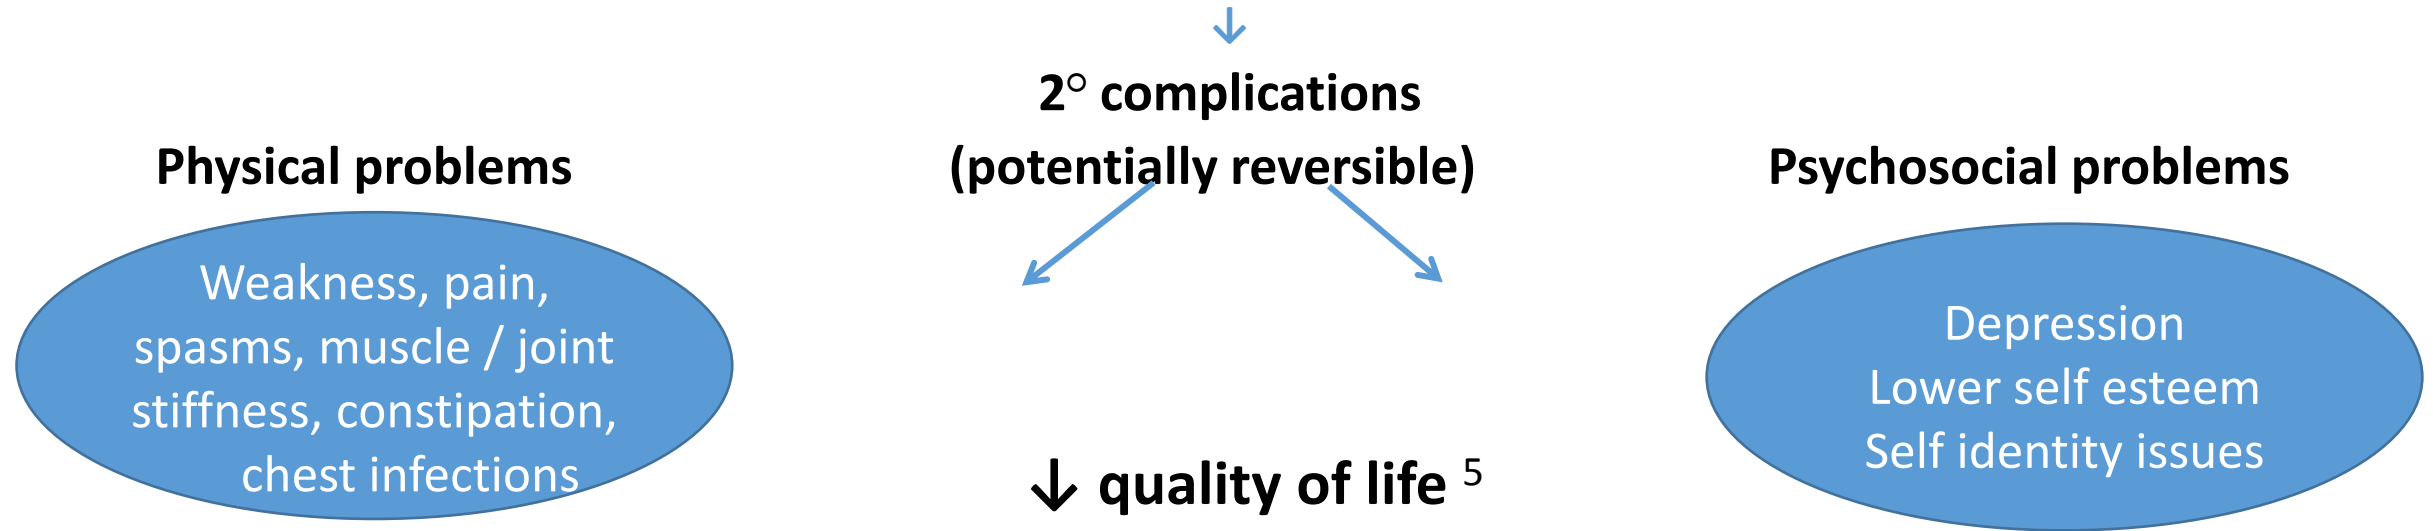 ↓
2° complications
(potentially reversible)
Physical problems
Weakness, pain,
spasms, muscle / joint
stiffness, constipation,
chest infections
Psychosocial problems
Depression
Lower self esteem
Self identity issues
↓ quality of life ⁵